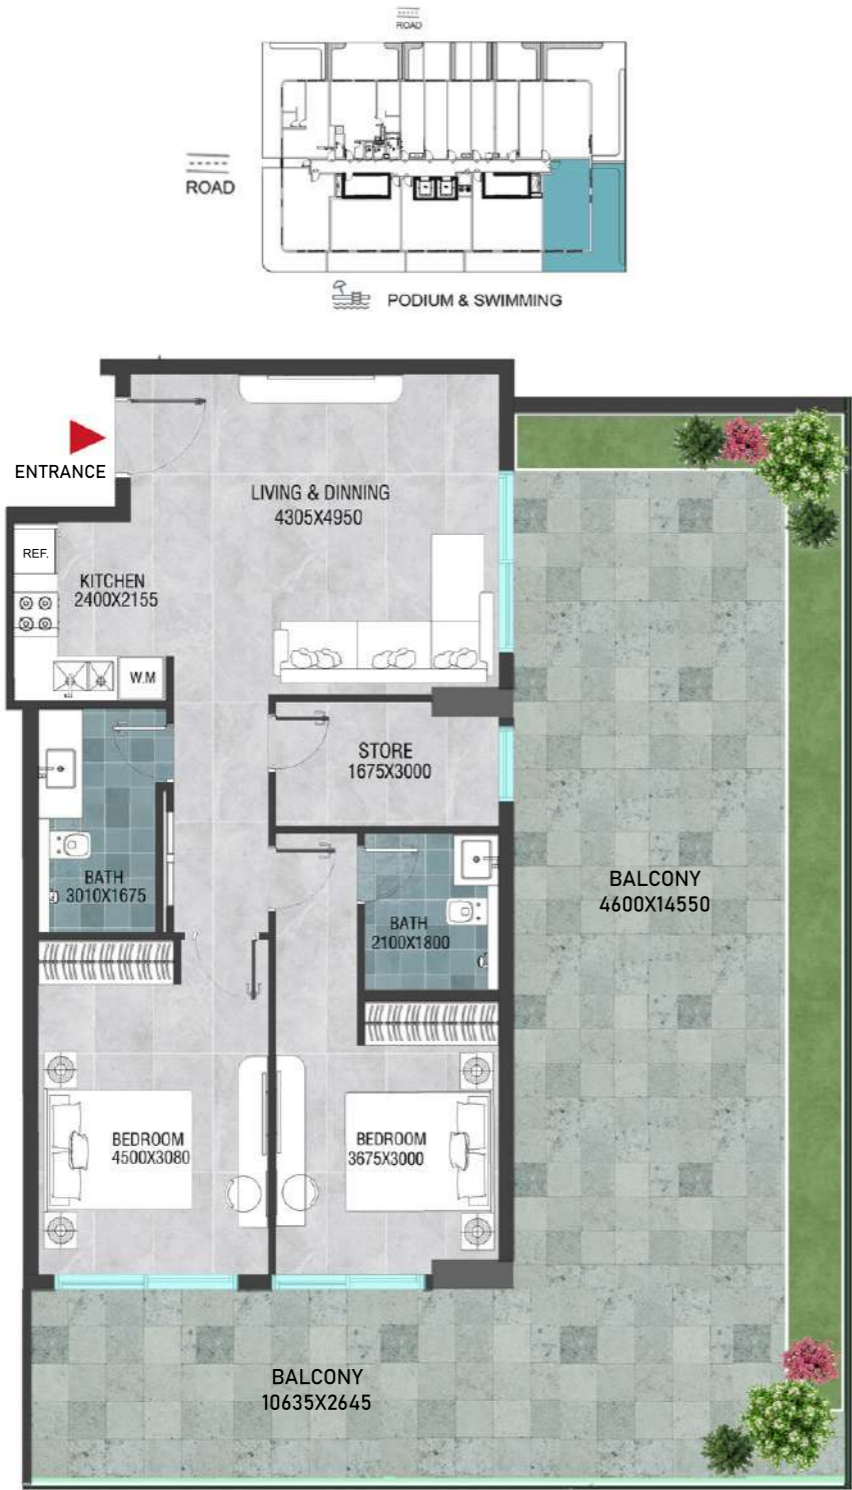 ROAD
ROAD
PODIUM & SWIMMING
ENTRANCE
LIVING & DINNING
4305X4950
REF.
KITCHEN
2400X2155
W.M
STORE
1675X3000
BATH
3010X1675
BALCONY
4600X14550
BATH
2100X1800
BEDROOM
4500X3080
BEDROOM
3675X3000
BALCONY
10635X2645